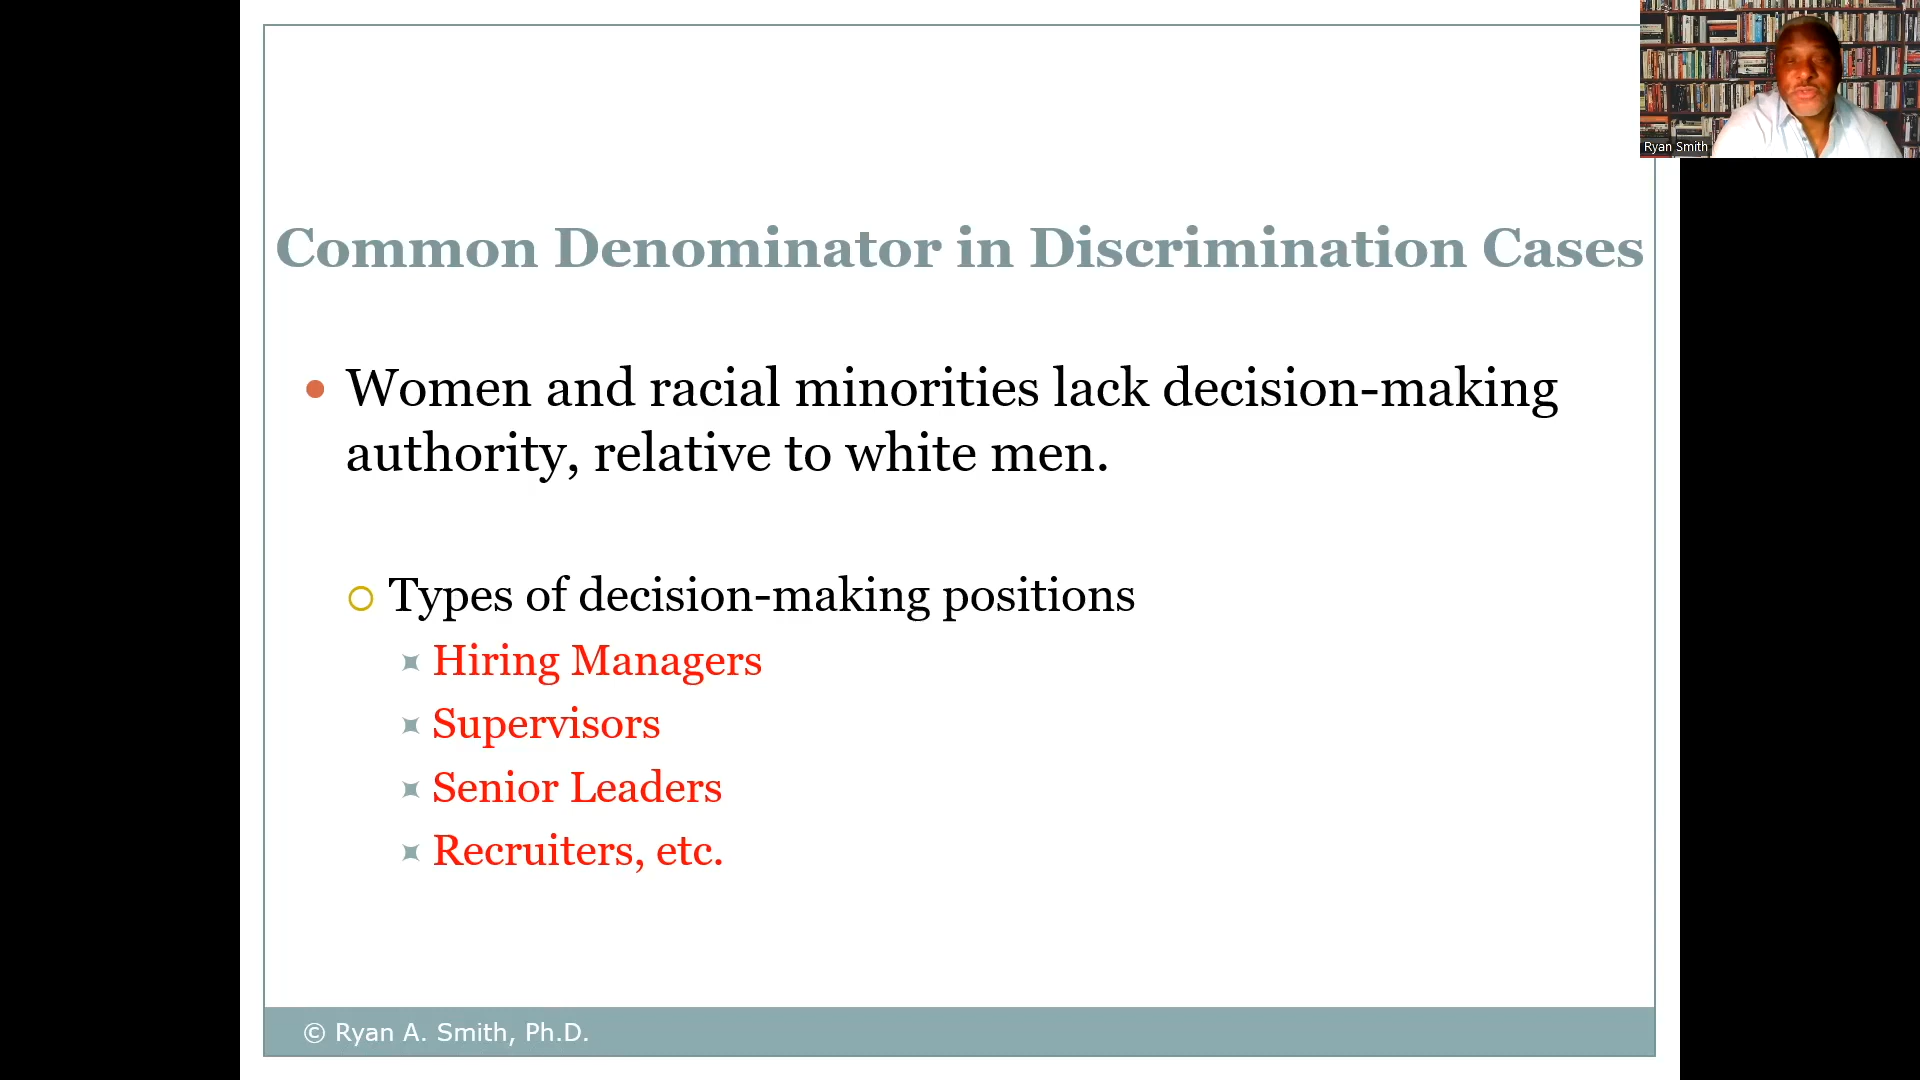 Ryan Smith
Common Denominator in Discrimination Cases
Women and racial minorities lack decision-making
authority, relative to white men.
Types of decision-making positions
Hiring Managers
Supervisors
Senior Leaders
Recruiters, etc.
© Ryan A. Smith, Ph.D.